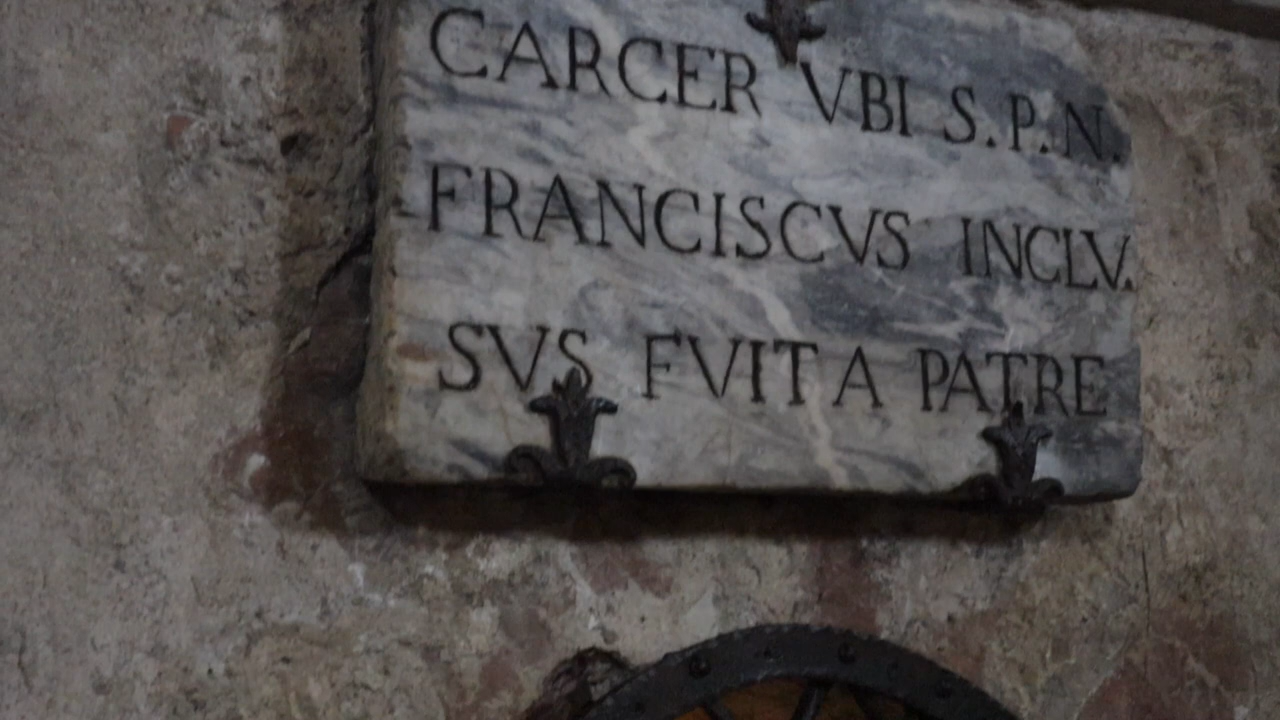 CARCER VBI S.P.N.
FRANCISCVS INCLV.
SVS FVIT A PATRE